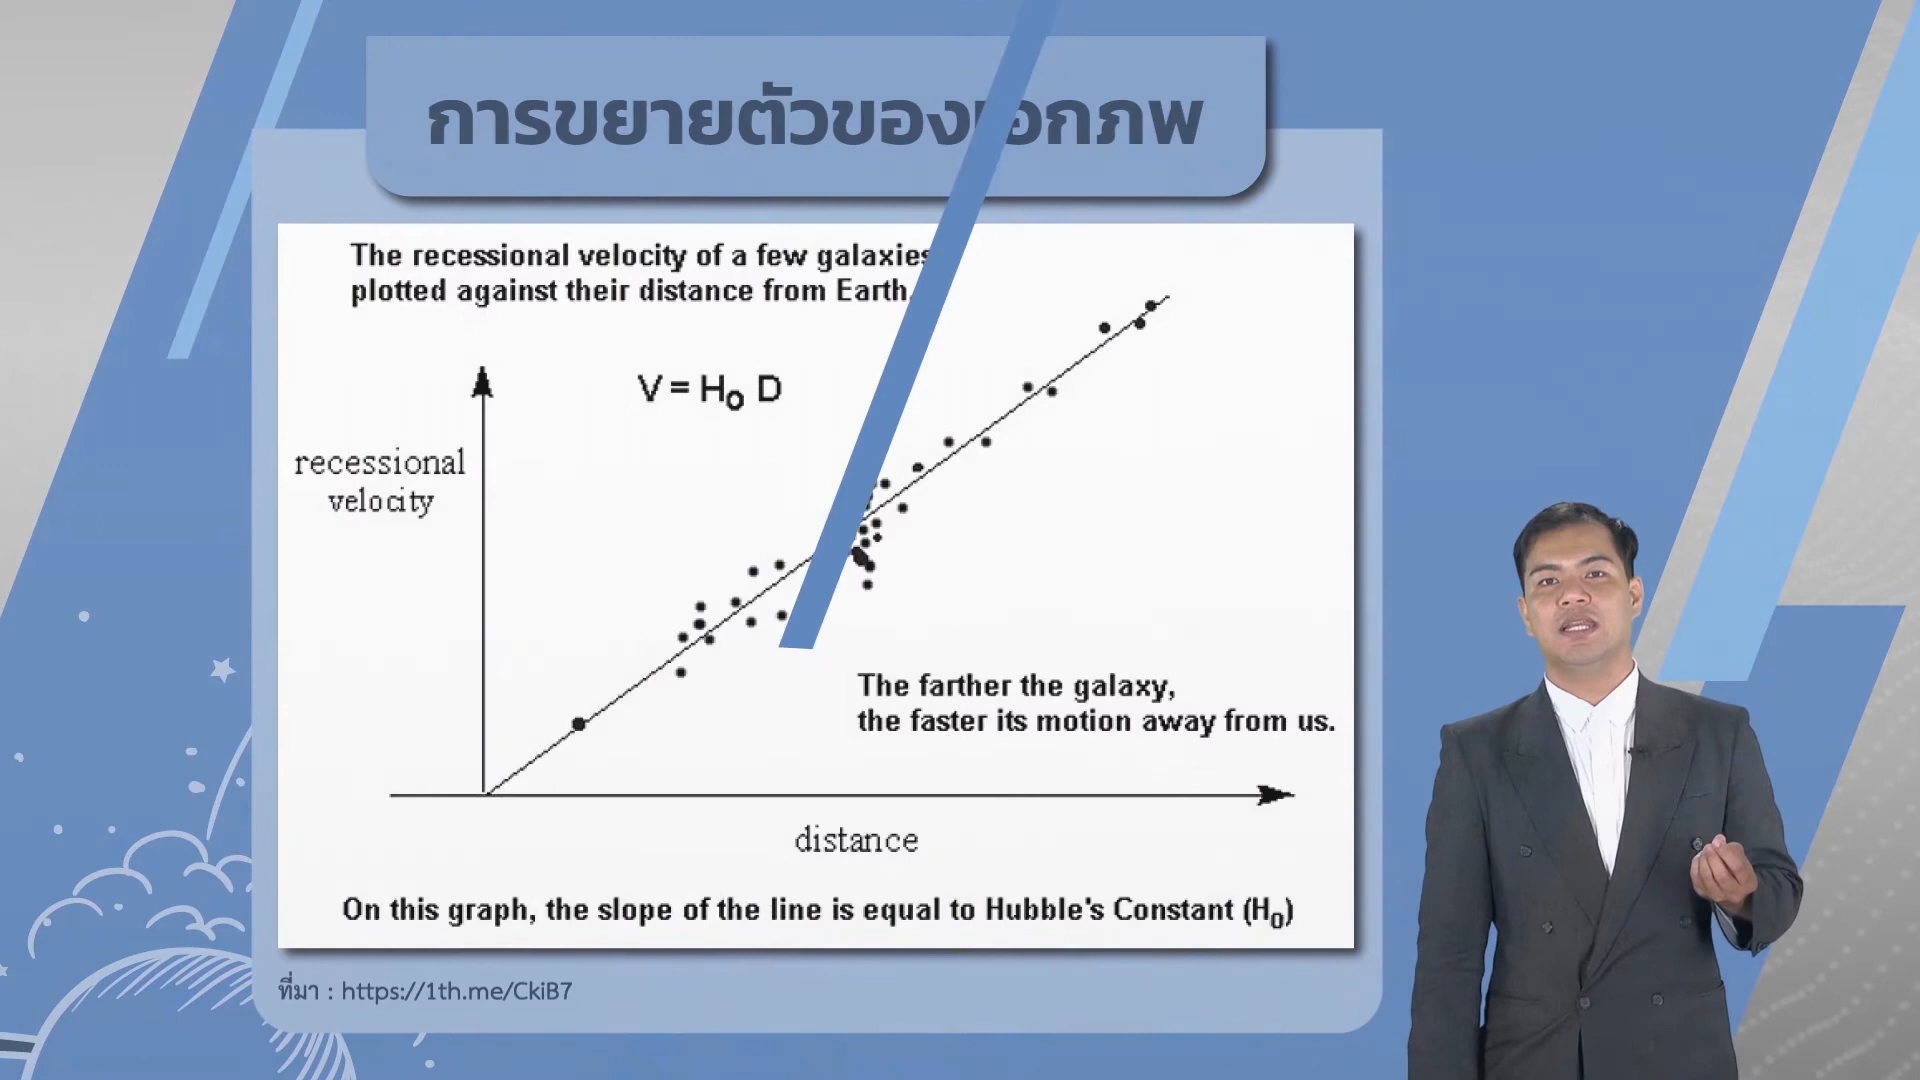 การขยายตัวของเอกภพ
The recessional velocity of a few galaxies
plotted against their distance from Earth.
V = H₀ D
recessional
velocity
The farther the galaxy,
the faster its motion away from us.
distance
On this graph, the slope of the line is equal to Hubble's Constant (H₀)
ที่มา : https://1th.me/CkiB7